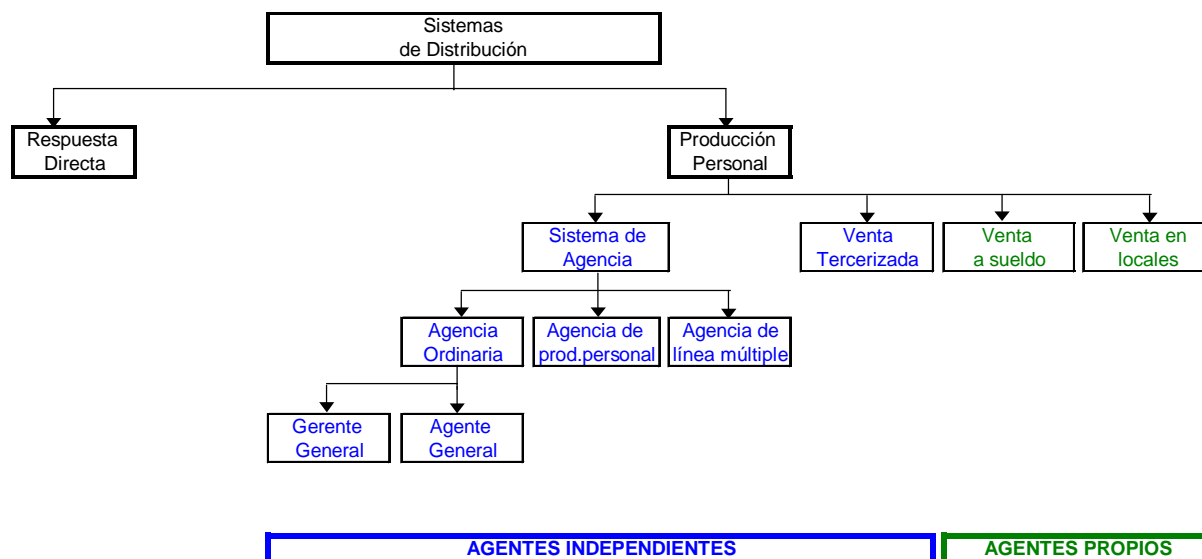 Sistemas
de Distribución
Respuesta
Directa
Producción
Personal
Sistema de
Agencia
Venta
Tercerizada
Venta
a sueldo
Venta en
locales
Agencia
Ordinaria
Agencia de
prod.personal
Agencia de
línea múltiple
Gerente
General
Agente
General
AGENTES INDEPENDIENTES
AGENTES PROPIOS